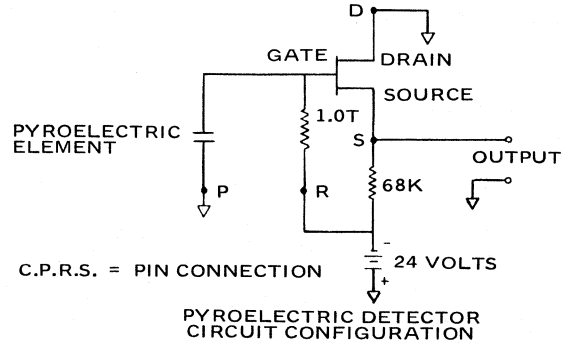 D
GATE
DRAIN
SOURCE
1.0T
PYROELECTRIC
ELEMENT
S
OUTPUT
P
R
68K
-
24 VOLTS
+
C.P.R.S. = PIN CONNECTION
PYROELECTRIC DETECTOR
CIRCUIT CONFIGURATION